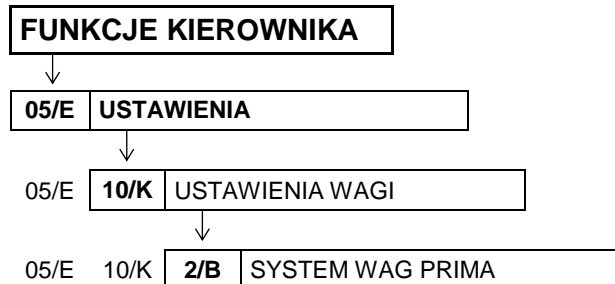 FUNKCJE KIEROWNIKA
05/E USTAWIENIA
05/E 10/K USTAWIENIA WAGI
05/E 10/K 2/B SYSTEM WAG PRIMA